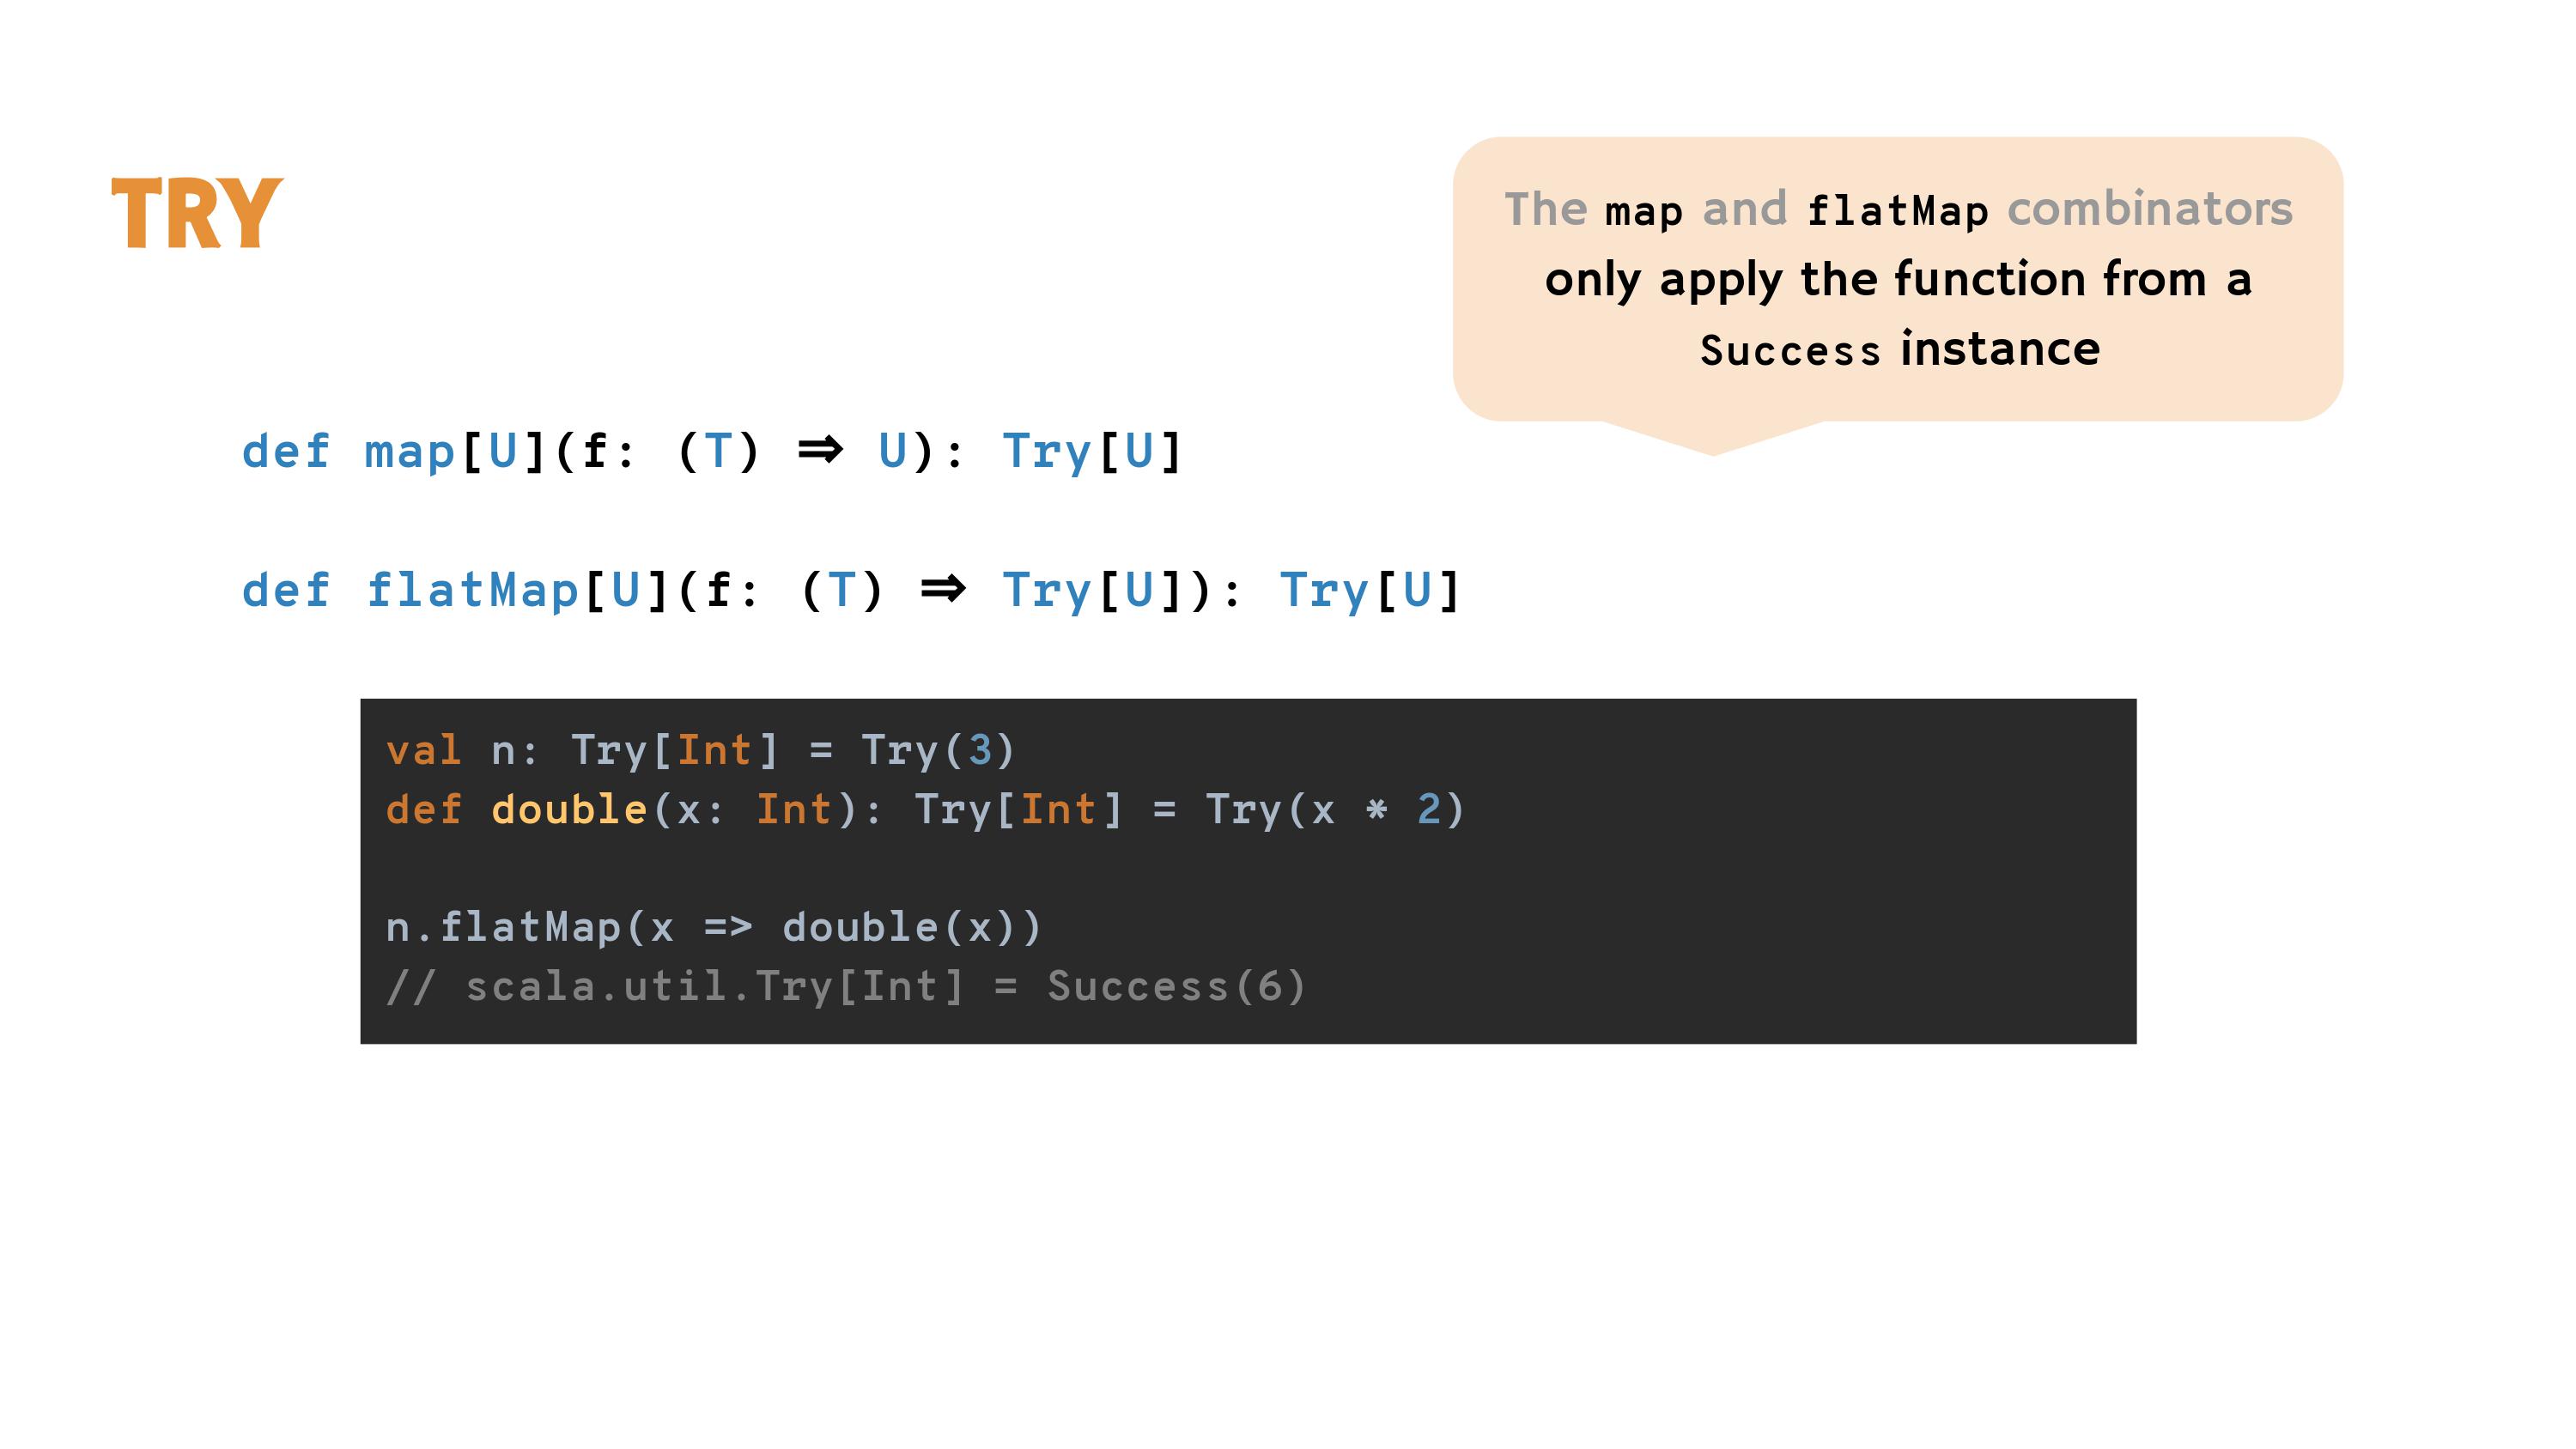 TRY
The map and flatMap combinators
only apply the function from a
Success instance
def map[U](f: (T) ⇒ U): Try[U]
def flatMap[U](f: (T) ⇒ Try[U]): Try[U]
val n: Try[Int] = Try(3)
def double(x: Int): Try[Int] = Try(x * 2)
n.flatMap(x => double(x))
// scala.util.Try[Int] = Success(6)